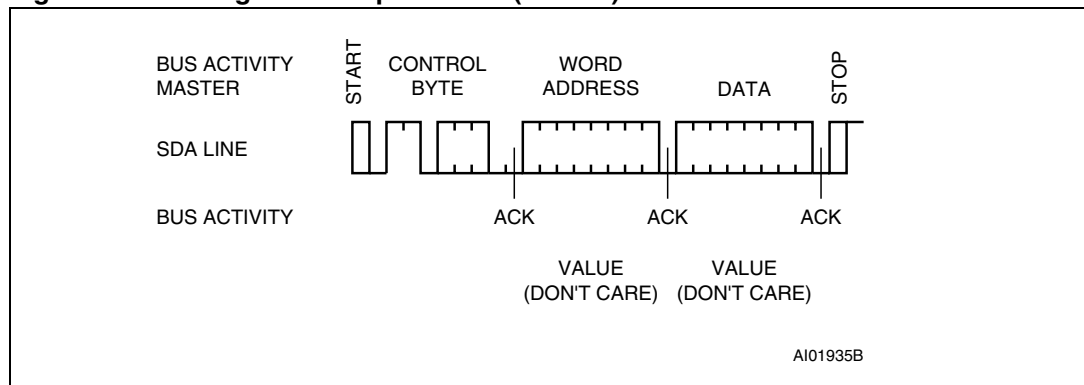 BUS ACTIVITY
MASTER
START
CONTROL
BYTE
WORD
ADDRESS
DATA
STOP
SDA LINE
BUS ACTIVITY
ACK
ACK
ACK
VALUE
(DON'T CARE)
VALUE
(DON'T CARE)
AI01935B